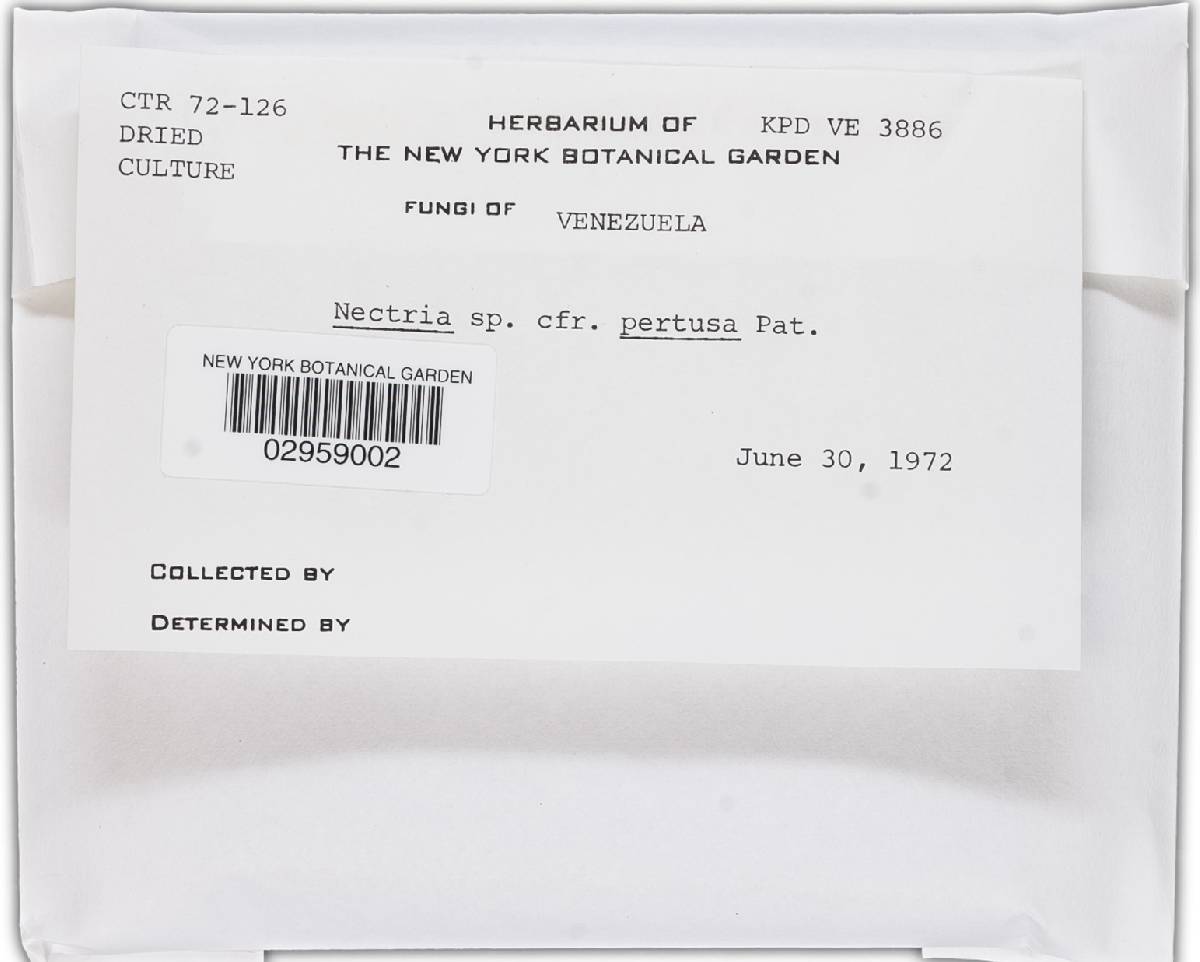 CTR 72-126
DRIED
CULTURE
HERBARIUM OF KPD VE 3886
THE NEW YORK BOTANICAL GARDEN
FUNGI OF VENEZUELA
Nectria sp. cfr. pertusa Pat.
NEW YORK BOTANICAL GARDEN
02959002
June 30, 1972
COLLECTED BY
DETERMINED BY